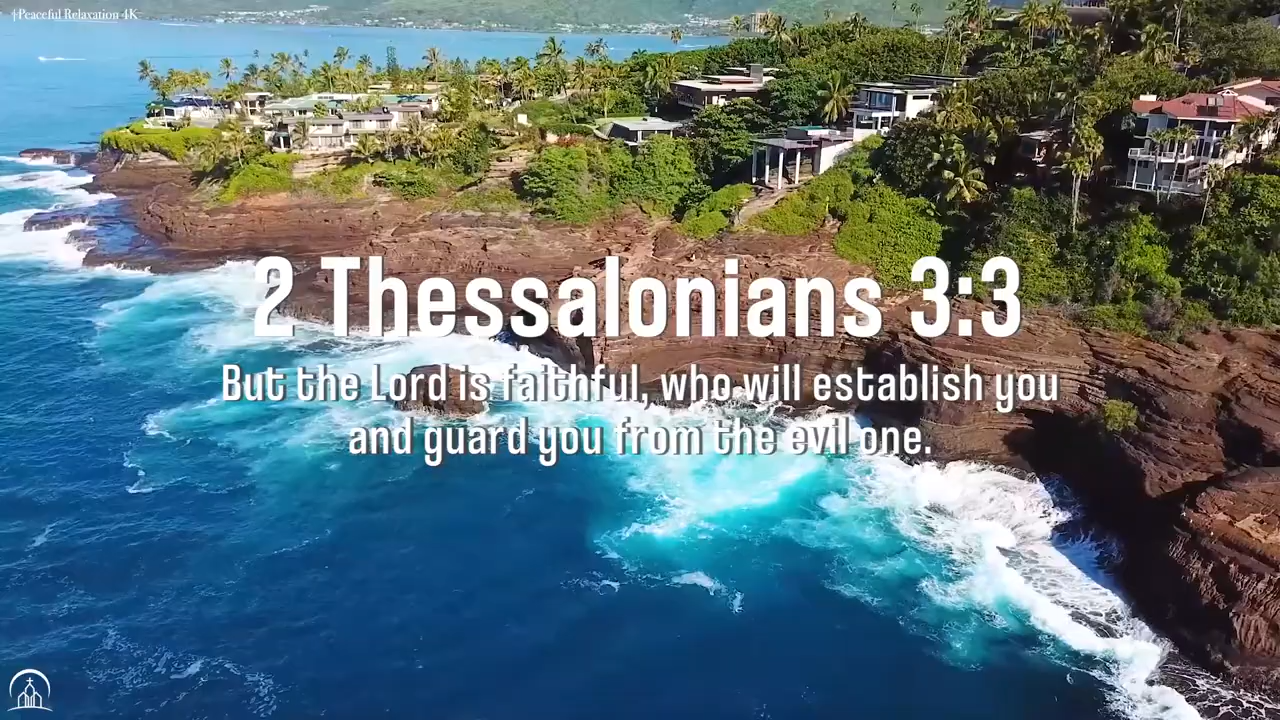 †Peaceful Relaxation 4K
2 Thessalonians 3:3
But the Lord is faithful, who will establish you
and guard you from the evil one.